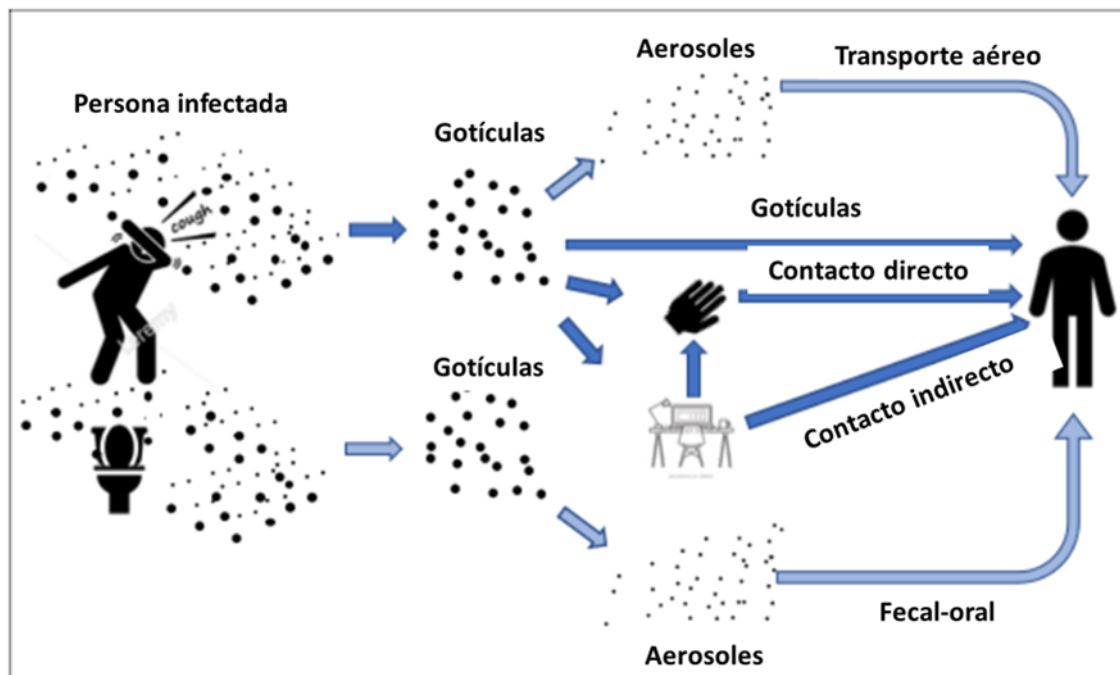 Aerosoles
Transporte aéreo
Persona infectada
Gotículas
cough
Gotículas
Contacto directo
Gotículas
Contacto indirecto
Fecal-oral
Aerosoles